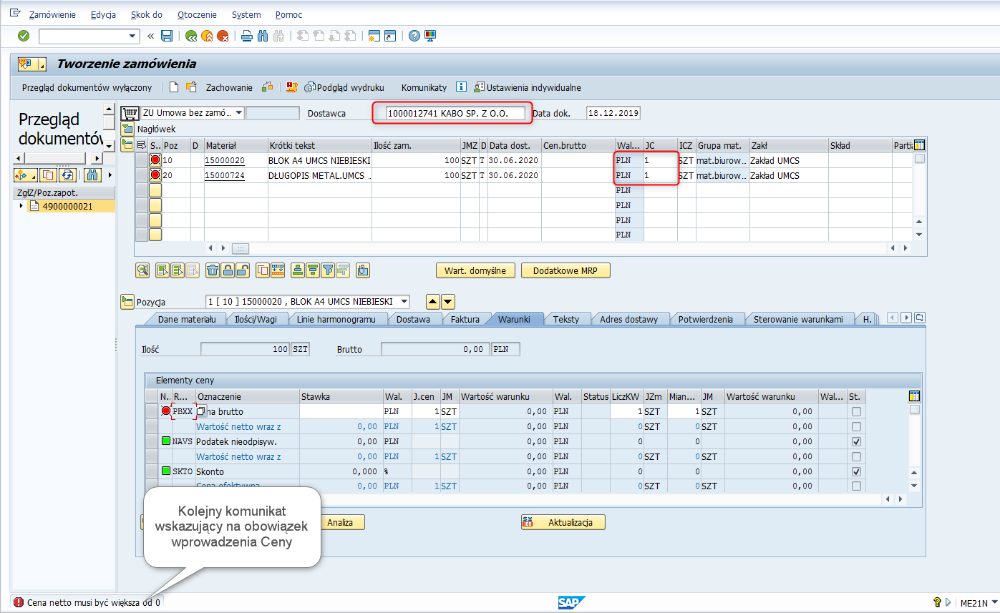 Zamówienie Edycja Skok do Otoczenie System Pomoc
Tworzenie zamówienia
Przegląd dokumentów wyłączony Zachowanie Podgląd wydruku Komunikaty Ustawienia indywidualne
Przegląd
dokumentów
ZgłZ/Poz.zapot.
4900000021
ZU Umowa bez zamó... Dostawca 1000012741 KABO SP. Z O.O. Data dok. 18.12.2019
Nagłówek
S.. Poz D Materiał Krótki tekst Ilość zam. JMZ D Data dost. Cen.brutto Wal... JC ICZ Grupa mat. Zakł Skład
10 15000020 BLOK A4 UMCS NIEBIESKI 100 SZT T 30.06.2020 PLN 1 SZT mat.biurow... Zakład UMCS
20 15000724 DŁUGOPIS METAL.UMCS .. 100 SZT T 30.06.2020 PLN 1 SZT mat.biurow... Zakład UMCS
PLN
PLN
PLN
PLN
Wart. domyślne Dodatkowe MRP
Pozycja 1 [ 10 ] 15000020 , BLOK A4 UMCS NIEBIESKI
Dane materiału Ilości/Wagi Linie harmonogramu Dostawa Faktura Warunki Teksty Adres dostawy Potwierdzenia Sterowanie warunkami H.
Ilość 100 SZT Brutto 0,00 PLN
Elementy ceny
N.. R... Oznaczenie Stawka Wal. J.cen JM Wartość warunku Wal. Status LiczKW JZm Mian... JM Wartość warunku Wal... St.
PBXX na brutto PLN 1 SZT 0,00 PLN 1 SZT 1 SZT 0,00
Wartość netto wraz z 0,00 PLN 1 SZT 0,00 PLN 0 SZT 0 SZT 0,00
NAVS Podatek nieodpisyw. 0,00 PLN 0,00 PLN 0 0 0,00
Wartość netto wraz z 0,00 PLN 1 SZT 0,00 PLN 0 SZT 0 SZT 0,00
SKTO Skonto 0,000 % 0,00 PLN 0 0 0,00
Cena efektywna 0,00 PLN 1 SZT 0,00 PLN 0 SZT 0 SZT 0,00
Analiza Aktualizacja
Kolejny komunikat
wskazujący na obowiązek
wprowadzenia Ceny
Cena netto musi być większa od 0
SAP
ME21N